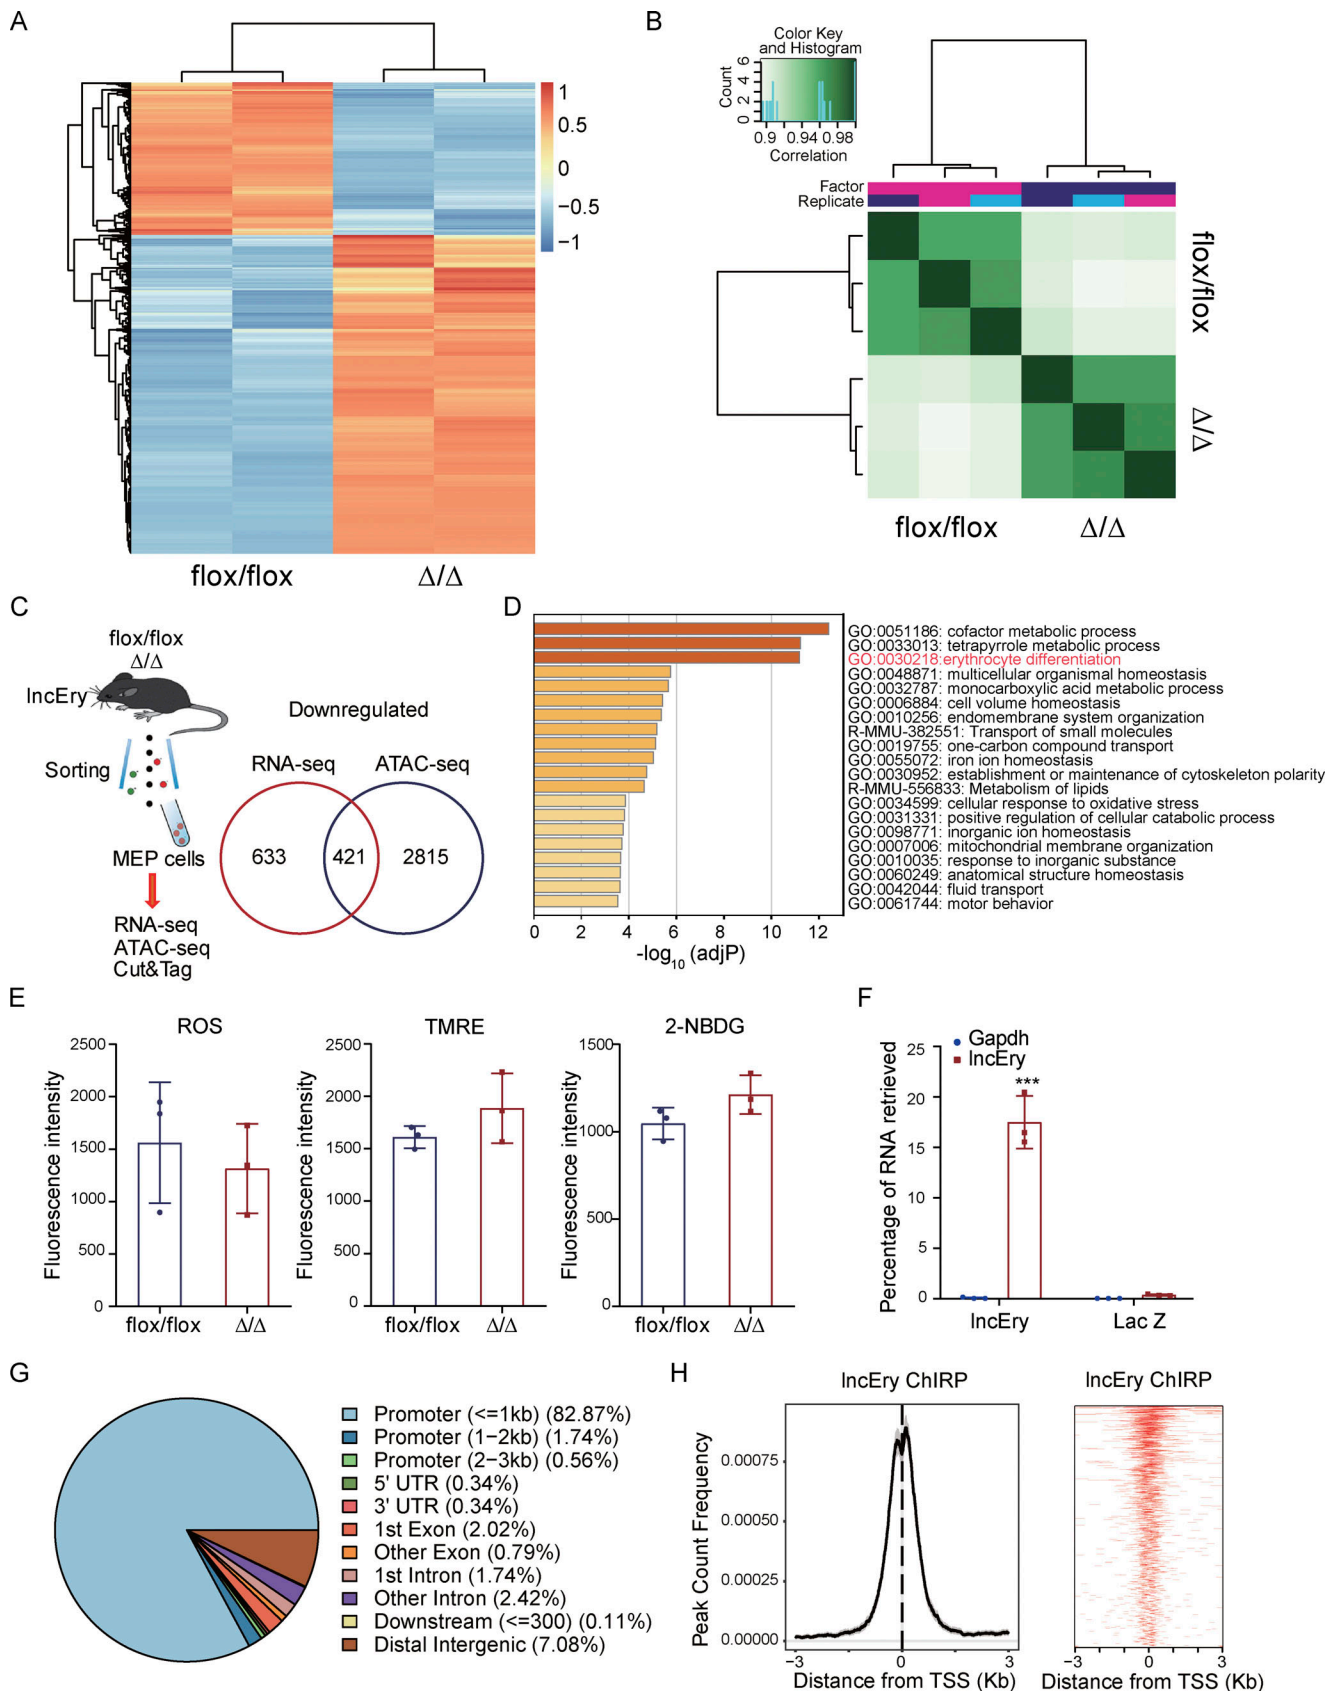 A
1
0.5
0
−0.5
−1
flox/flox
Δ/Δ
B
Color Key
and Histogram
Count
0 2 4 6
0.9 0.94 0.98
Correlation
Factor
Replicate
flox/flox
Δ/Δ
flox/flox
Δ/Δ
C
flox/flox
Δ/Δ
lncEry
Sorting
MEP cells
RNA-seq
ATAC-seq
Cut&Tag
Downregulated
RNA-seq
ATAC-seq
633
421
2815
D
GO:0051186: cofactor metabolic process
GO:0033013: tetrapyrrole metabolic process
GO:0030218:erythrocyte differentiation
GO:0048871: multicellular organismal homeostasis
GO:0032787: monocarboxylic acid metabolic process
GO:0006884: cell volume homeostasis
GO:0010256: endomembrane system organization
R-MMU-382551: Transport of small molecules
GO:0019755: one-carbon compound transport
GO:0055072: iron ion homeostasis
GO:0030952: establishment or maintenance of cytoskeleton polarity
R-MMU-556833: Metabolism of lipids
GO:0034599: cellular response to oxidative stress
GO:0031331: positive regulation of cellular catabolic process
GO:0098771: inorganic ion homeostasis
GO:0007006: mitochondrial membrane organization
GO:0010035: response to inorganic substance
GO:0060249: anatomical structure homeostasis
GO:0042044: fluid transport
GO:0061744: motor behavior
0 2 4 6 8 10 12
-log10 (adjP)
E
ROS
Fluorescence intensity
2500
2000
1500
1000
500
0
flox/flox
Δ/Δ
TMRE
Fluorescence intensity
2500
2000
1500
1000
500
0
flox/flox
Δ/Δ
2-NBDG
Fluorescence intensity
1500
1000
500
0
flox/flox
Δ/Δ
F
Gapdh
lncEry
Percentage of RNA retrieved
25
20
15
10
5
0
***
lncEry
Lac Z
G
Promoter (<=1kb) (82.87%)
Promoter (1−2kb) (1.74%)
Promoter (2−3kb) (0.56%)
5' UTR (0.34%)
3' UTR (0.34%)
1st Exon (2.02%)
Other Exon (0.79%)
1st Intron (1.74%)
Other Intron (2.42%)
Downstream (<=300) (0.11%)
Distal Intergenic (7.08%)
H
lncEry ChIRP
Peak Count Frequency
0.00075
0.00050
0.00025
0.00000
−3 0 3
Distance from TSS (Kb)
lncEry ChIRP
−3 0 3
Distance from TSS (Kb)